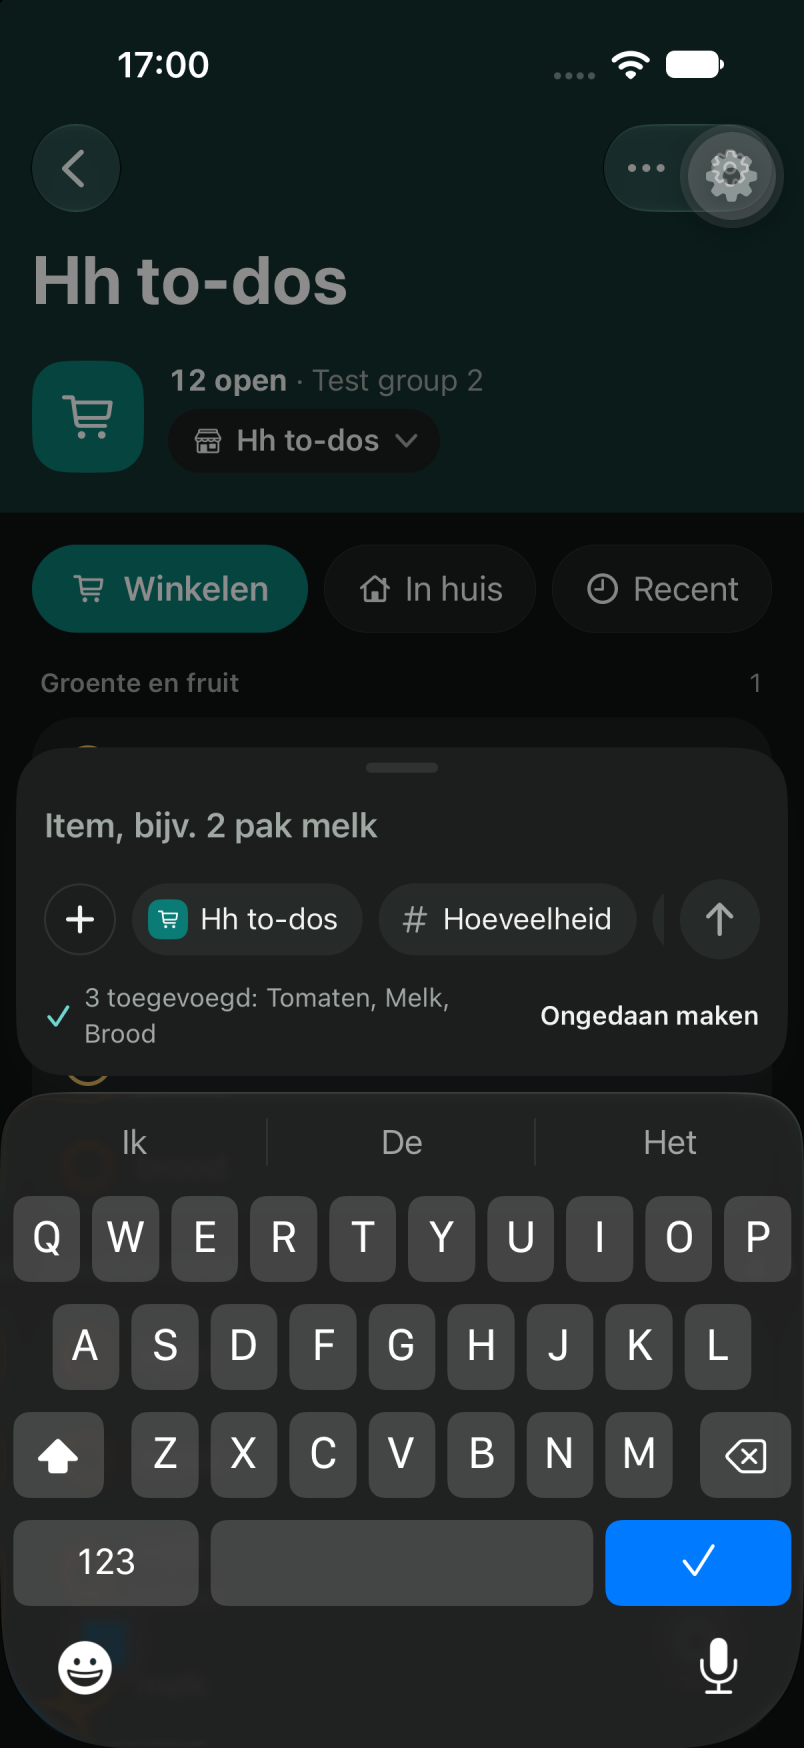 17:00
Hh to-dos
12 open · Test group 2
Hh to-dos
Winkelen
In huis
Recent
Groente en fruit
1
Item, bijv. 2 pak melk
Hh to-dos
# Hoeveelheid
3 toegevoegd: Tomaten, Melk,
Brood
Ongedaan maken
Ik
De
Het
Q W E R T Y U I O P
A S D F G H J K L
Z X C V B N M
123